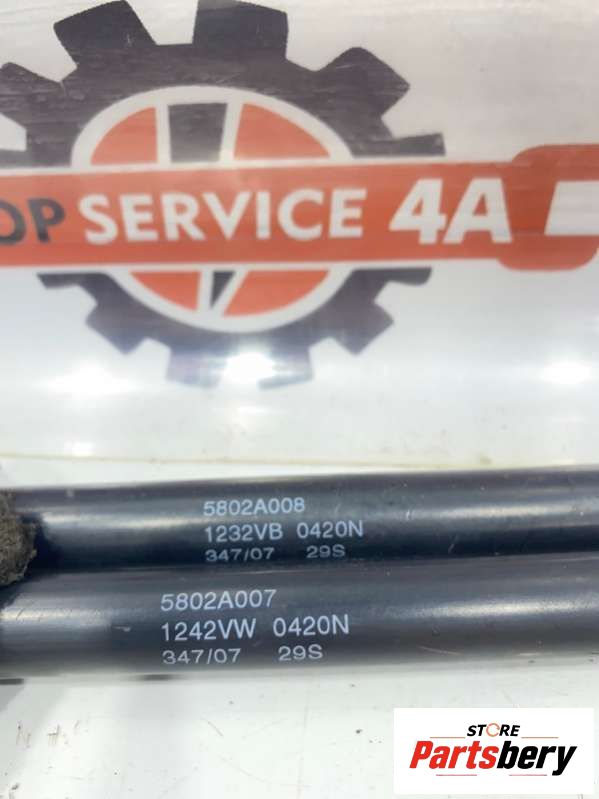 OP SERVICE 4A
5802A008
1232VB 0420N
347/07 29S
5802A007
1242VW 0420N
347/07 29S
STORE
Partsbery